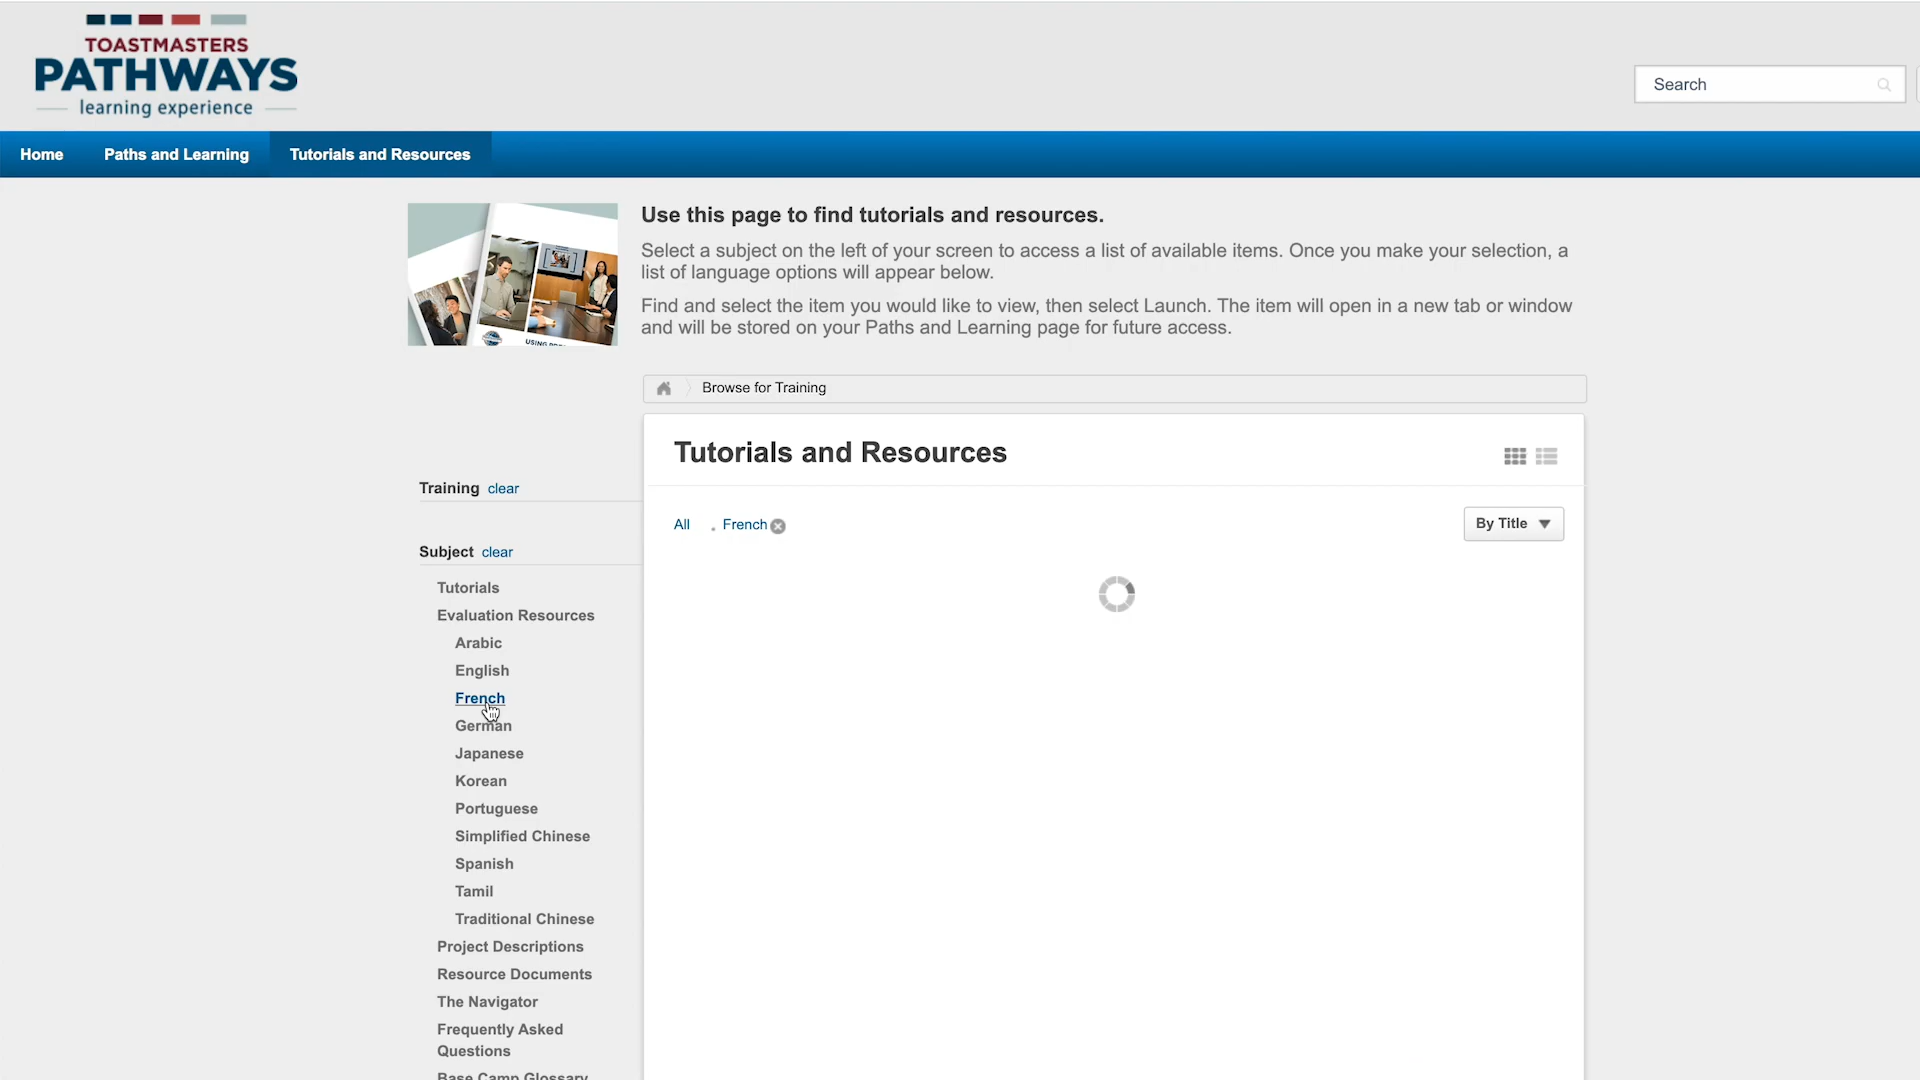 TOASTMASTERS
PATHWAYS
learning experience
Search
Home
Paths and Learning
Tutorials and Resources
Use this page to find tutorials and resources.
Select a subject on the left of your screen to access a list of available items. Once you make your selection, a
list of language options will appear below.
Find and select the item you would like to view, then select Launch. The item will open in a new tab or window
and will be stored on your Paths and Learning page for future access.
Browse for Training
Tutorials and Resources
Training clear
All . French
By Title
Subject clear
Tutorials
Evaluation Resources
Arabic
English
French
German
Japanese
Korean
Portuguese
Simplified Chinese
Spanish
Tamil
Traditional Chinese
Project Descriptions
Resource Documents
The Navigator
Frequently Asked
Questions
Base Camp Glossary